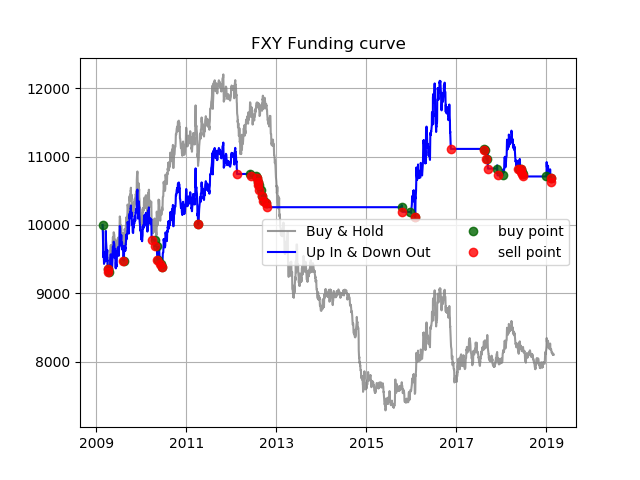 FXY Funding curve
12000
11000
10000
9000
8000
Buy & Hold
Up In & Down Out
buy point
sell point
2009 2011 2013 2015 2017 2019